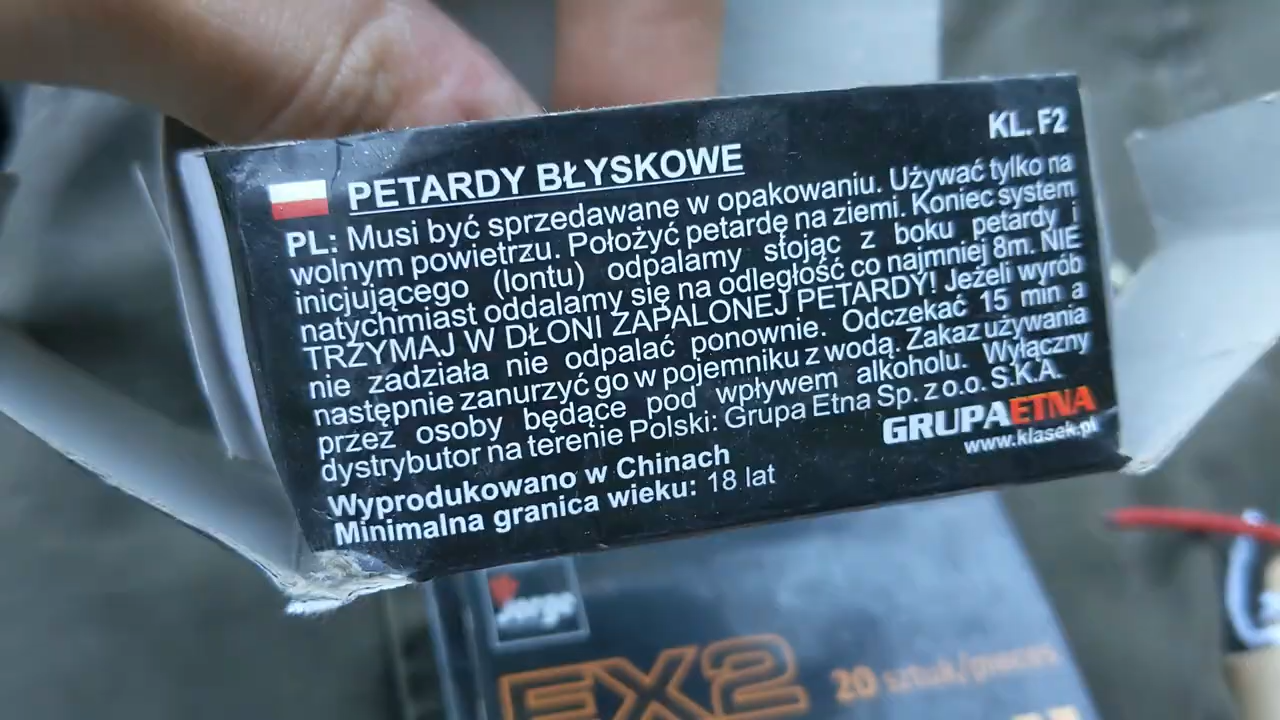 PETARDY BŁYSKOWE
KL. F2
PL: Musi być sprzedawane w opakowaniu. Używać tylko na
wolnym powietrzu. Położyć petardę na ziemi. Koniec system
inicjującego (lontu) odpalamy stojąc z boku petardy i
natychmiast oddalamy się na odległość co najmniej 8m. NIE
TRZYMAJ W DŁONI ZAPALONEJ PETARDY! Jeżeli wyrób
nie zadziała nie odpalać ponownie. Odczekać 15 min a
następnie zanurzyć go w pojemniku z wodą. Zakaz używania
przez osoby będące pod wpływem alkoholu. Wyłączny
dystrybutor na terenie Polski: Grupa Etna Sp. z o.o. S.K.A.
GRUPAETNA
www.klasek.pl
Wyprodukowano w Chinach
Minimalna granica wieku: 18 lat
Jorge
EX2
20 sztuk/pieces